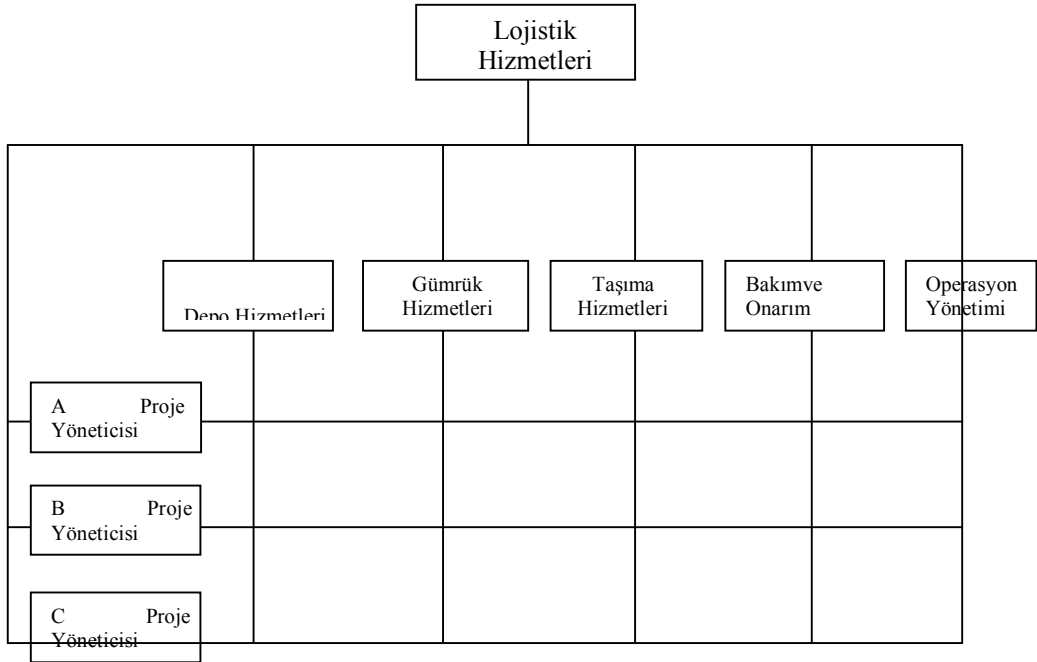 Lojistik
Hizmetleri
Depo Hizmetleri
Gümrük
Hizmetleri
Taşıma
Hizmetleri
Bakımve
Onarım
Operasyon
Yönetimi
A Proje
Yöneticisi
B Proje
Yöneticisi
C Proje
Yöneticisi